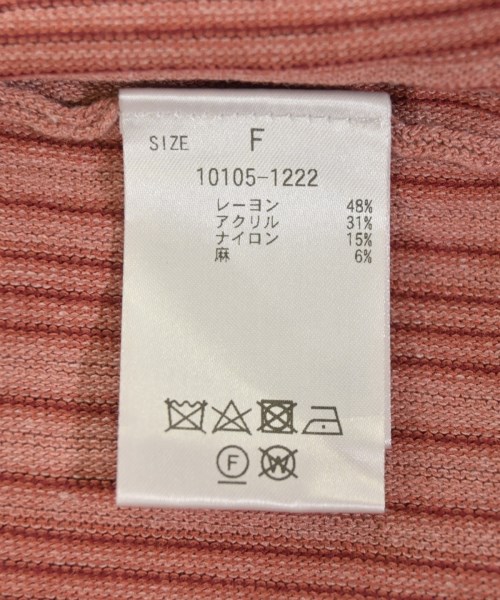 SIZE F
10105-1222
レーヨン 48%
アクリル 31%
ナイロン 15%
麻 6%
F W